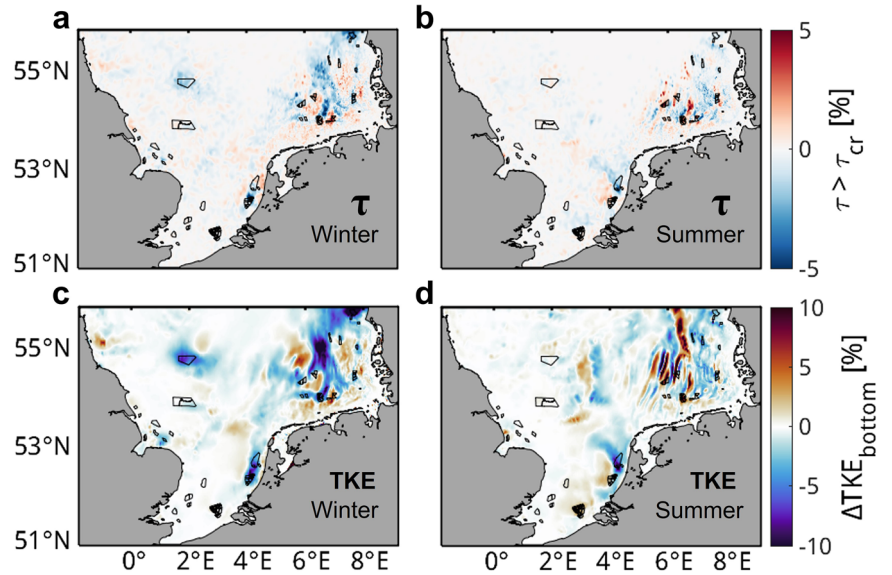 a
b
55°N
53°N
51°N
τ
Winter
τ
Summer
5
0
-5
τ > τcr [%]
c
d
55°N
53°N
51°N
TKE
Winter
TKE
Summer
10
5
0
-5
-10
ΔTKEbottom [%]
0° 2°E 4°E 6°E 8°E
0° 2°E 4°E 6°E 8°E